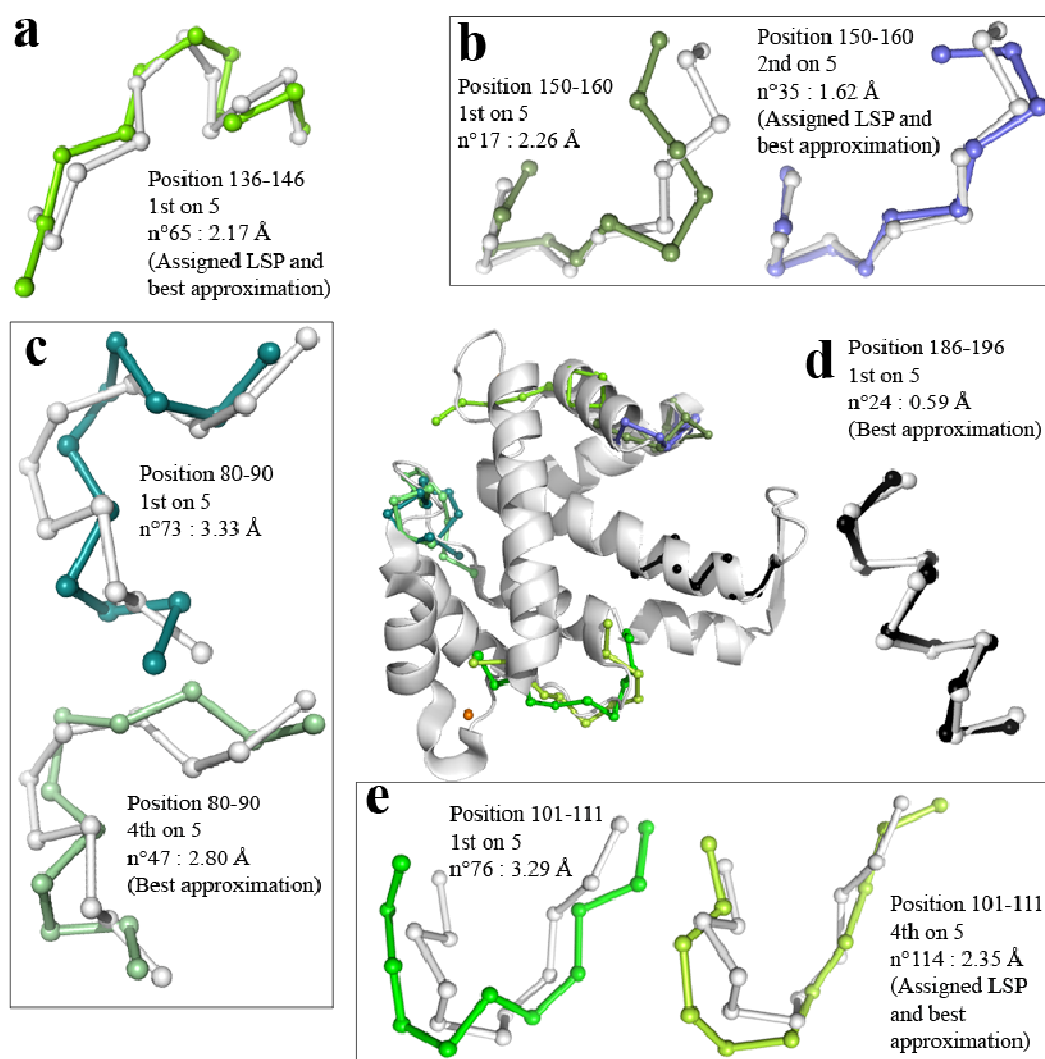 a
Position 136-146
1st on 5
n°65 : 2.17 Å
(Assigned LSP and
best approximation)
b
Position 150-160
1st on 5
n°17 : 2.26 Å
Position 150-160
2nd on 5
n°35 : 1.62 Å
(Assigned LSP and
best approximation)
c
Position 80-90
1st on 5
n°73 : 3.33 Å
Position 80-90
4th on 5
n°47 : 2.80 Å
(Best approximation)
d
Position 186-196
1st on 5
n°24 : 0.59 Å
(Best approximation)
e
Position 101-111
1st on 5
n°76 : 3.29 Å
Position 101-111
4th on 5
n°114 : 2.35 Å
(Assigned LSP
and best
approximation)